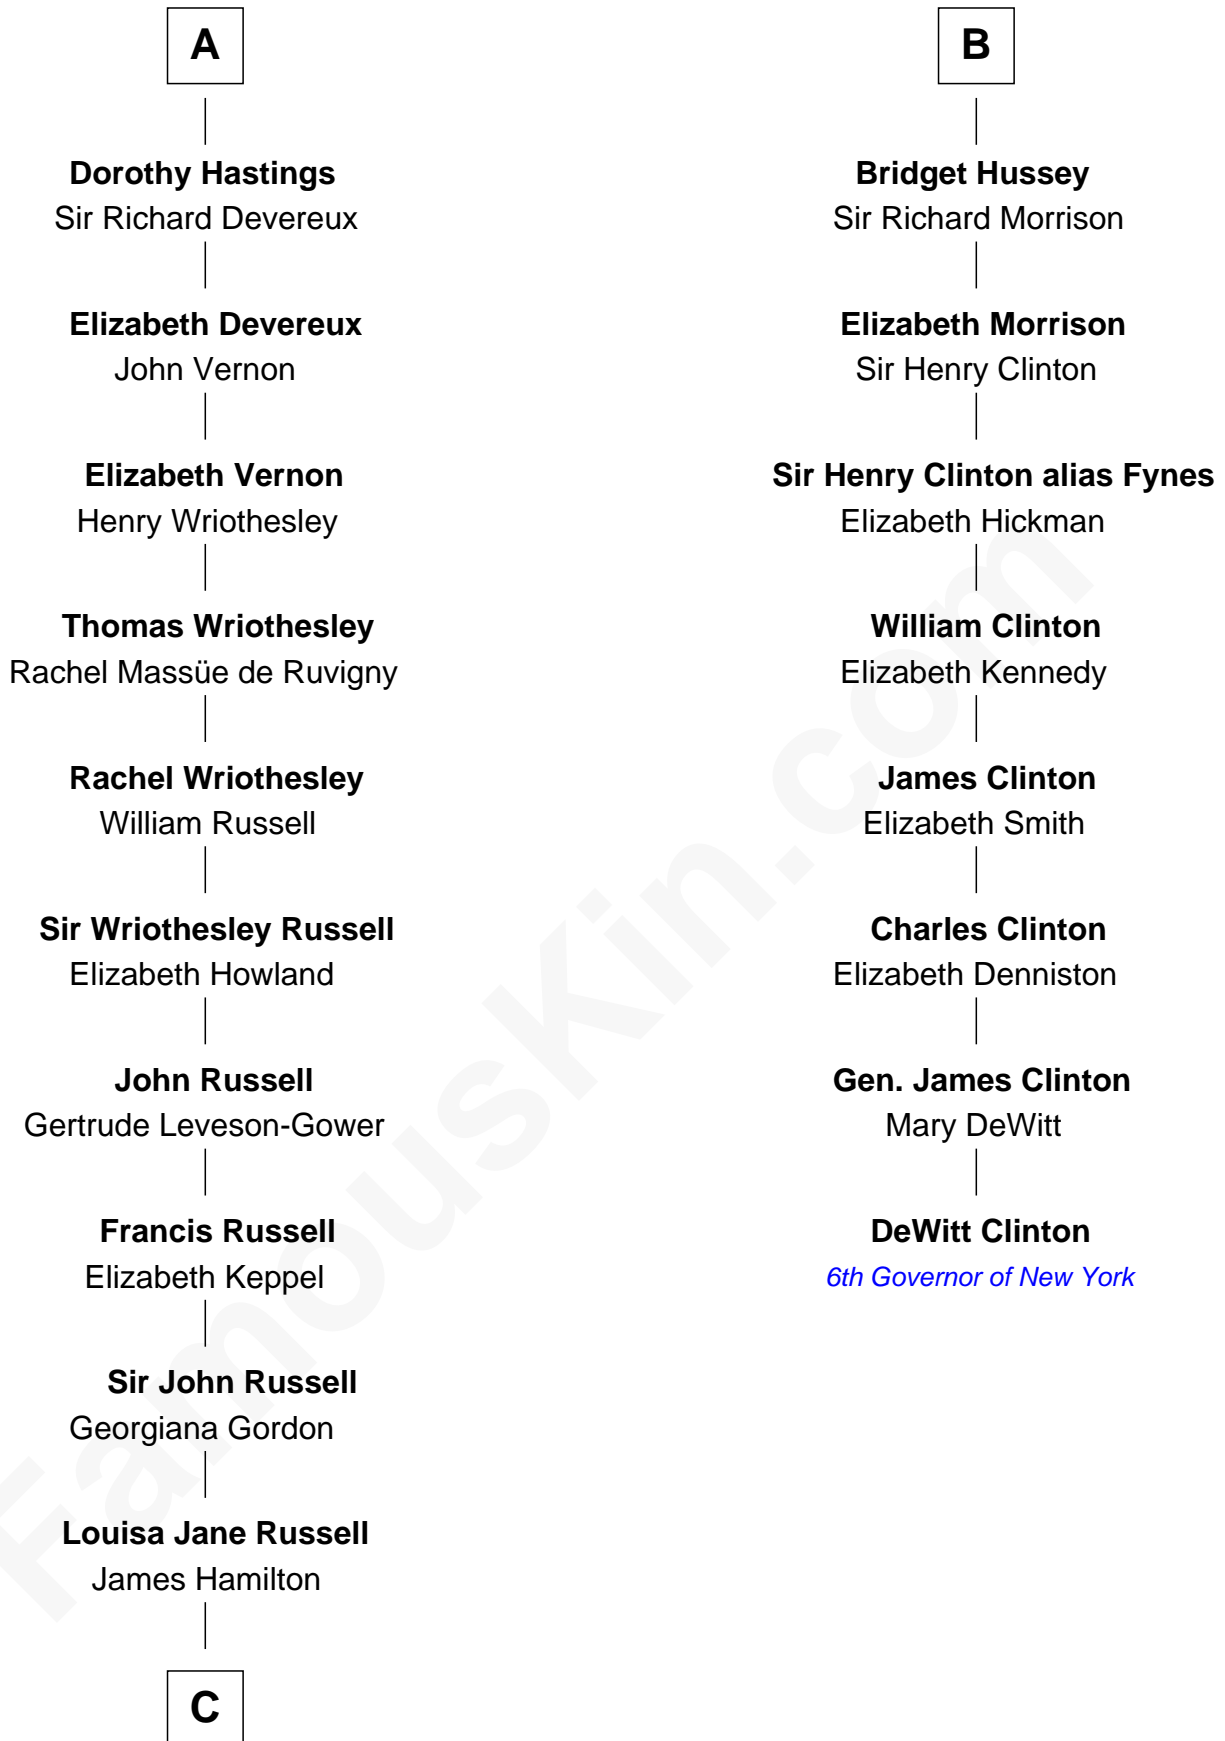 A
Dorothy Hastings
Sir Richard Devereux
Elizabeth Devereux
John Vernon
Elizabeth Vernon
Henry Wriothesley
Thomas Wriothesley
Rachel Massüe de Ruvigny
Rachel Wriothesley
William Russell
Sir Wriothesley Russell
Elizabeth Howland
John Russell
Gertrude Leveson-Gower
Francis Russell
Elizabeth Keppel
Sir John Russell
Georgiana Gordon
Louisa Jane Russell
James Hamilton
C
B
Bridget Hussey
Sir Richard Morrison
Elizabeth Morrison
Sir Henry Clinton
Sir Henry Clinton alias Fynes
Elizabeth Hickman
William Clinton
Elizabeth Kennedy
James Clinton
Elizabeth Smith
Charles Clinton
Elizabeth Denniston
Gen. James Clinton
Mary DeWitt
DeWitt Clinton
6th Governor of New York
FamousKin.com